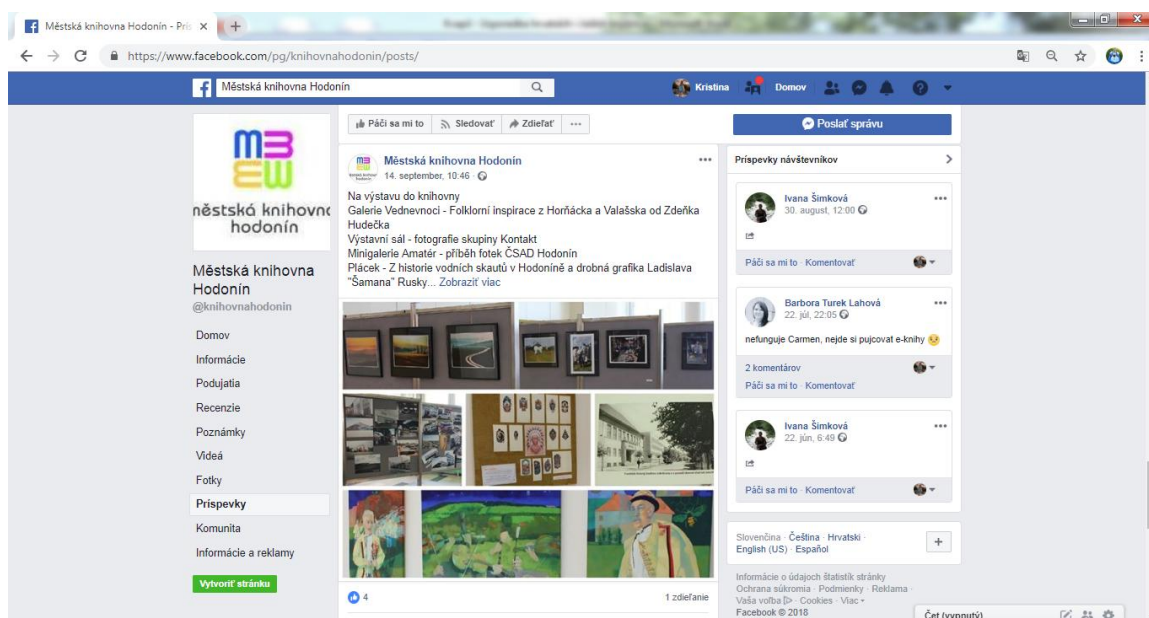 Městská knihovna Hodonín - Prís
https://www.facebook.com/pg/knihovnahodonin/posts/
Městská knihovna Hodonín
Kristina
Domov
městská knihovna
hodonín
Městská knihovna
Hodonín
@knihovnahodonin
Domov
Informácie
Podujatia
Recenzie
Poznámky
Videá
Fotky
Príspevky
Komunita
Informácie a reklamy
Vytvoriť stránku
Páči sa mi to
Sledovať
Zdieľať
Městská knihovna Hodonín
14. september, 10:46
Na výstavu do knihovny
Galerie Vednevnoci - Folklorní inspirace z Horňácka a Valašska od Zdeňka
Hudečka
Výstavní sál - fotografie skupiny Kontakt
Minigalerie Amatér - příběh fotek ČSAD Hodonín
Plácek - Z historie vodních skautů v Hodoníně a drobná grafika Ladislava
"Šamana" Rusky... Zobraziť viac
4
1 zdieľanie
Poslať správu
Príspevky návštevníkov
Ivana Šimková
30. august, 12:00
Páči sa mi to · Komentovať
Barbora Turek Lahová
22. júl, 22:05
nefunguje Carmen, nejde si pujcovat e-knihy
2 komentárov
Páči sa mi to · Komentovať
Ivana Šimková
22. jún, 6:49
Páči sa mi to · Komentovať
Slovenčina · Čeština · Hrvatski ·
English (US) · Español
Informácie o údajoch štatistík stránky
Ochrana súkromia · Podmienky · Reklama ·
Vaša voľba · Cookies · Viac
Facebook © 2018
Čet (vypnutý)